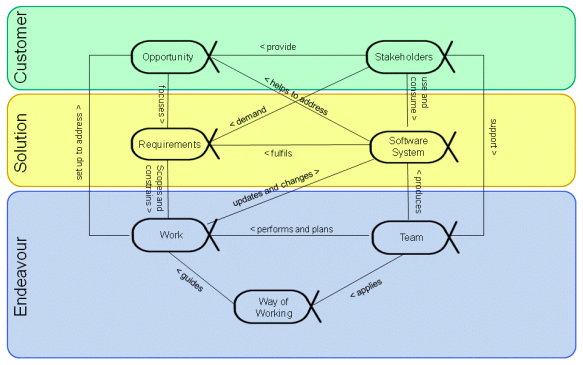 Customer
Opportunity
< provide
Stakeholders
focuses >
< helps to address
use and
consume >
< demand
set up to address >
support >
Solution
Requirements
< fulfils
Software
System
Scopes and
constrains >
updates and changes >
< produces
Endeavour
Work
< performs and plans
Team
< guides
Way of
Working
< applies